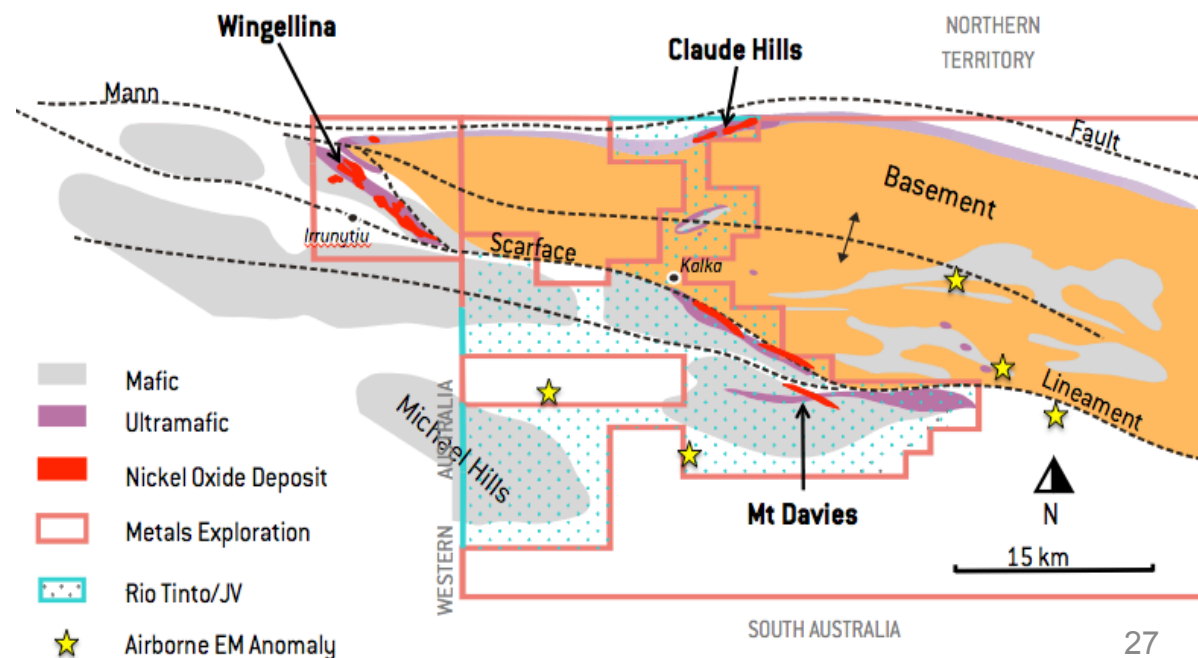 Wingellina
NORTHERN
TERRITORY
Claude Hills
Mann
Fault
Basement
Irrunytju
Scarface
Kalka
Mafic
Ultramafic
Nickel Oxide Deposit
Metals Exploration
Rio Tinto/JV
Airborne EM Anomaly
WESTERN AUSTRALIA
Michael Hills
Lineament
Mt Davies
N
15 km
SOUTH AUSTRALIA
27